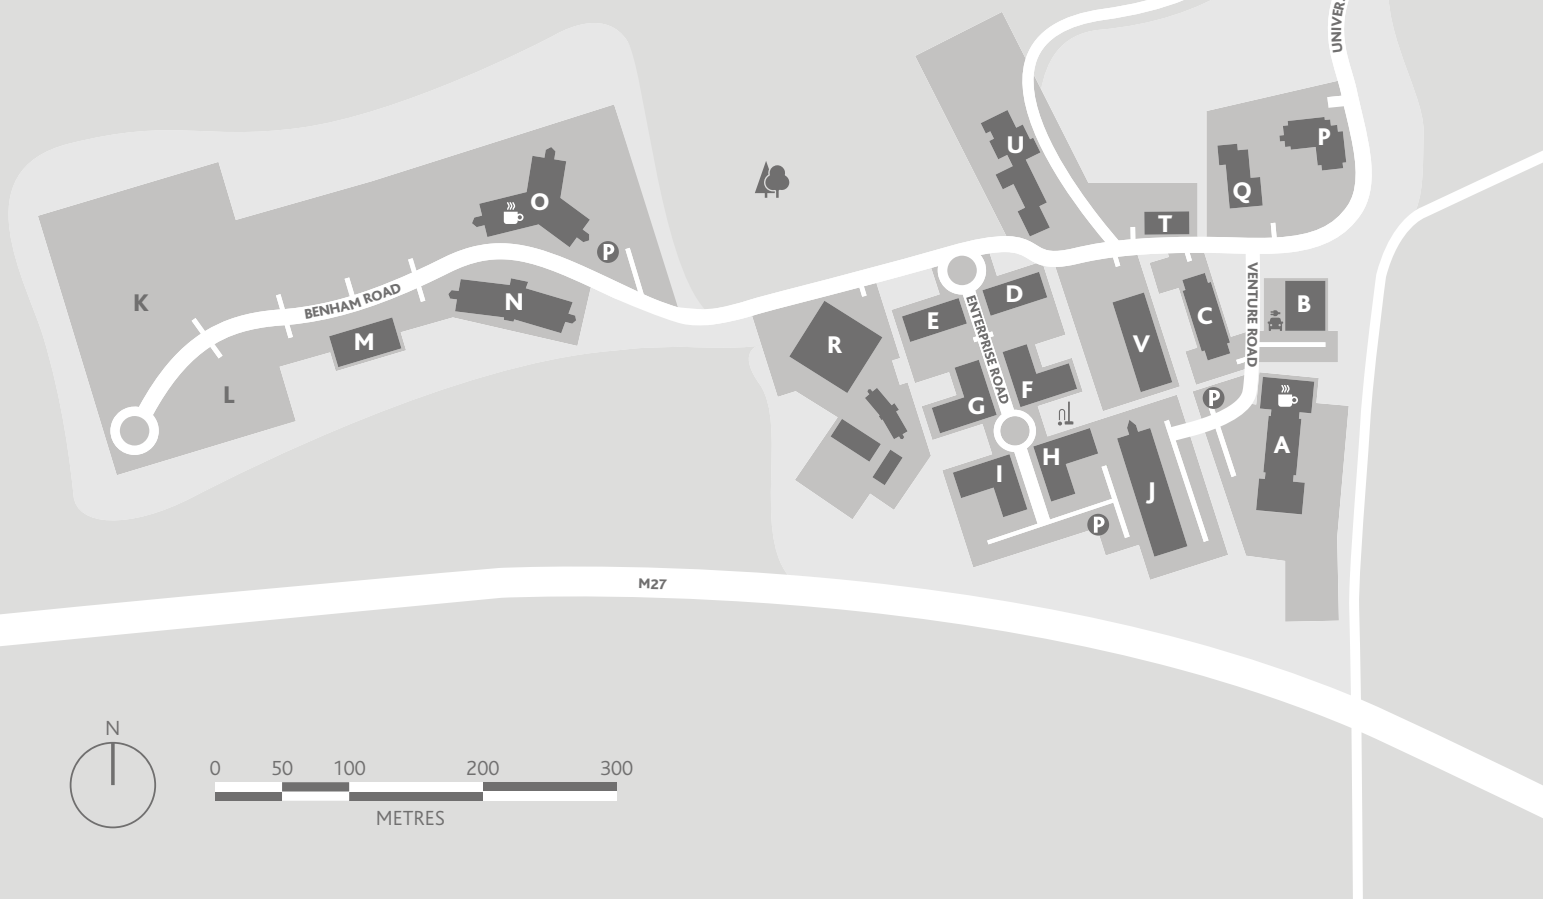 UNIVER
P
U
Q
O
T
P
K
BENHAM ROAD
N
M
L
D
E
ENTERPRISE ROAD
R
V
C
VENTURE ROAD
B
F
G
P
A
H
I
J
P
M27
N
0 50 100 200 300
METRES